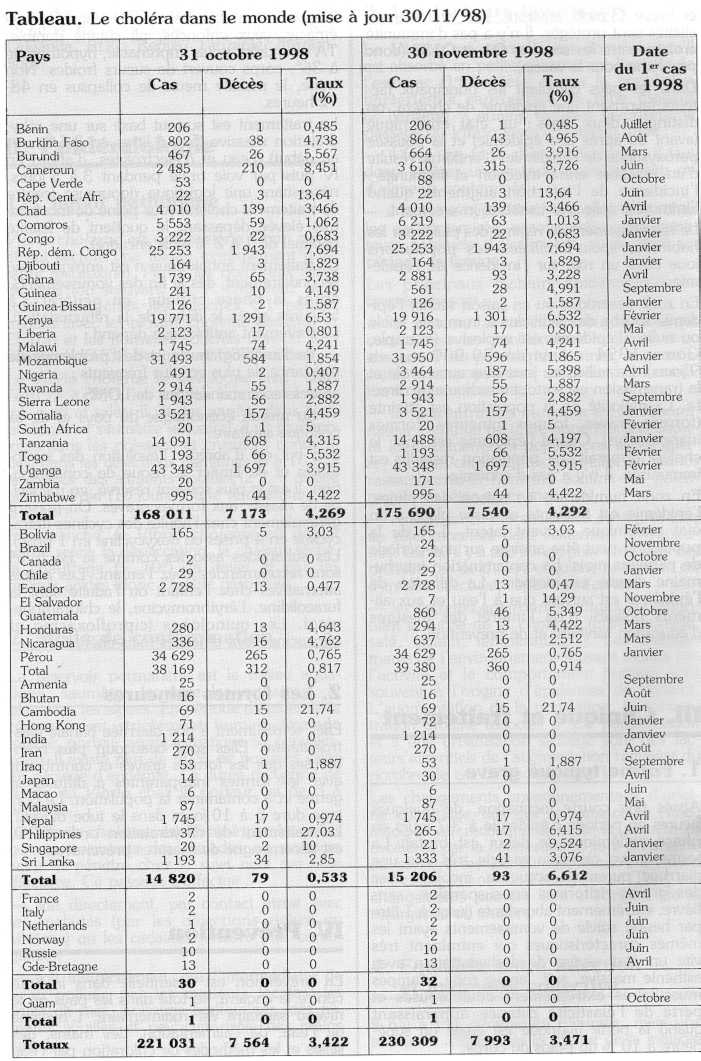 Tableau. Le choléra dans le monde (mise à jour 30/11/98)
Pays 31 octobre 1998 30 novembre 1998 Date
du 1er cas
en 1998
Cas Décès Taux (%) Cas Décès Taux (%)
Bénin 206 1 0,485 206 1 0,485 Juillet
Burkina Faso 802 38 4,738 866 43 4,965 Août
Burundi 467 26 5,567 664 26 3,916 Mars
Cameroun 2 485 210 8,451 3 610 315 8,726 Janvier
Cape Verde 53 0 0 88 0 0 Octobre
Rèp. Cent. Afr. 22 3 13,64 22 3 13,64 Juin
Chad 4 010 139 3,466 4 010 139 3,466 Avril
Comoros 5 553 59 1,062 6 219 63 1,013 Janvier
Congo 3 222 22 0,683 3 222 22 0,683 Janvier
Rép. dém. Congo 25 253 1 943 7,694 25 253 1 943 7,694 Janvier
Djibouti 164 3 1,829 164 3 1,829 Janvier
Ghana 1 739 65 3,738 2 881 93 3,228 Avril
Guinea 241 10 4,149 561 28 4,991 Septembre
Guinea-Bissau 126 2 1,587 126 2 1,587 Janvier
Kenya 19 771 1 291 6,53 19 916 1 301 6,532 Février
Liberia 2 123 17 0,801 2 123 17 0,801 Mai
Malawi 1 745 74 4,241 1 745 74 4,241 Avril
Mozambique 31 493 584 1,854 31 950 596 1,865 Janvier
Nigeria 491 2 0,407 3 464 187 5,398 Avril
Rwanda 2 914 55 1,887 2 914 55 1,887 Mars
Sierra Leone 1 943 56 2,882 1 943 56 2,882 Septembre
Somalia 3 521 157 4,459 3 521 157 4,459 Janvier
South Africa 20 1 5 20 1 5 Février
Tanzania 14 091 608 4,315 14 488 608 4,197 Janvier
Togo 1 193 66 5,532 1 193 66 5,532 Février
Uganda 43 348 1 697 3,915 43 348 1 697 3,915 Février
Zambia 20 0 0 171 0 0 Mai
Zimbabwe 995 44 4,422 995 44 4,422 Mars
Total 168 011 7 173 4,269 175 690 7 540 4,292
Bolivia 165 5 3,03 165 5 3,03 Février
Brazil 24 0 Novembre
Canada 2 0 0 2 0 0 Octobre
Chile 29 0 0 29 0 0 Janvier
Ecuador 2 728 13 0,477 2 728 13 0,47 Mars
El Salvador 7 1 14,29 Novembre
Guatemala 860 46 5,349 Octobre
Honduras 280 13 4,643 294 13 4,422 Mars
Nicaragua 336 16 4,762 637 16 2,512 Mars
Pérou 34 629 265 0,765 34 629 265 0,765 Janvier
Total 38 169 312 0,817 39 380 360 0,914
Armenia 25 0 0 25 0 0 Septembre
Bhutan 16 0 0 16 0 0 Août
Cambodia 69 15 21,74 69 15 21,74 Juin
Hong Kong 71 0 0 72 0 0 Janvier
India 1 214 0 0 1 214 0 0 Janviev
Iran 270 0 0 270 0 0 Août
Iraq 53 1 1,887 53 1 1,887 Septembre
Japan 14 0 0 30 0 0 Avril
Macao 6 0 0 6 0 0 Juin
Malaysia 87 0 0 87 0 0 Mai
Nepal 1 745 17 0,974 1 745 17 0,974 Avril
Philippines 37 10 27,03 265 17 6,415 Avril
Singapore 20 2 10 21 2 9,524 Janvier
Sri Lanka 1 193 34 2,85 1 333 41 3,076 Janvier
Total 14 820 79 0,533 15 206 93 6,612
France 2 0 0 2 0 0 Avril
Italy 2 0 0 2 0 0 Juin
Netherlands 1 0 0 3 0 0 Juin
Norway 2 0 0 2 0 0 Juin
Russie 10 0 0 10 0 0 Juin
Gde-Bretagne 13 0 0 13 0 0 Avril
Total 30 0 0 32 0 0
Guam 1 0 0 1 0 0 Octobre
Total 1 0 0 1 0 0
Totaux 221 031 7 564 3,422 230 309 7 993 3,471